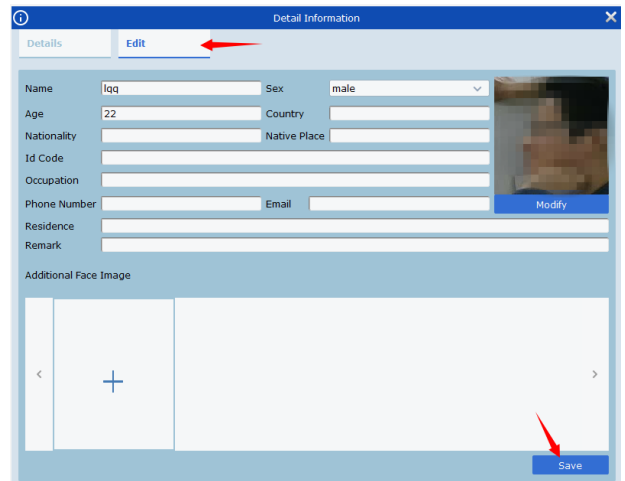 Detail Information
Details Edit
Name lqq Sex male
Age 22 Country
Nationality Native Place
Id Code
Occupation
Phone Number Email Modify
Residence
Remark
Additional Face Image
Save